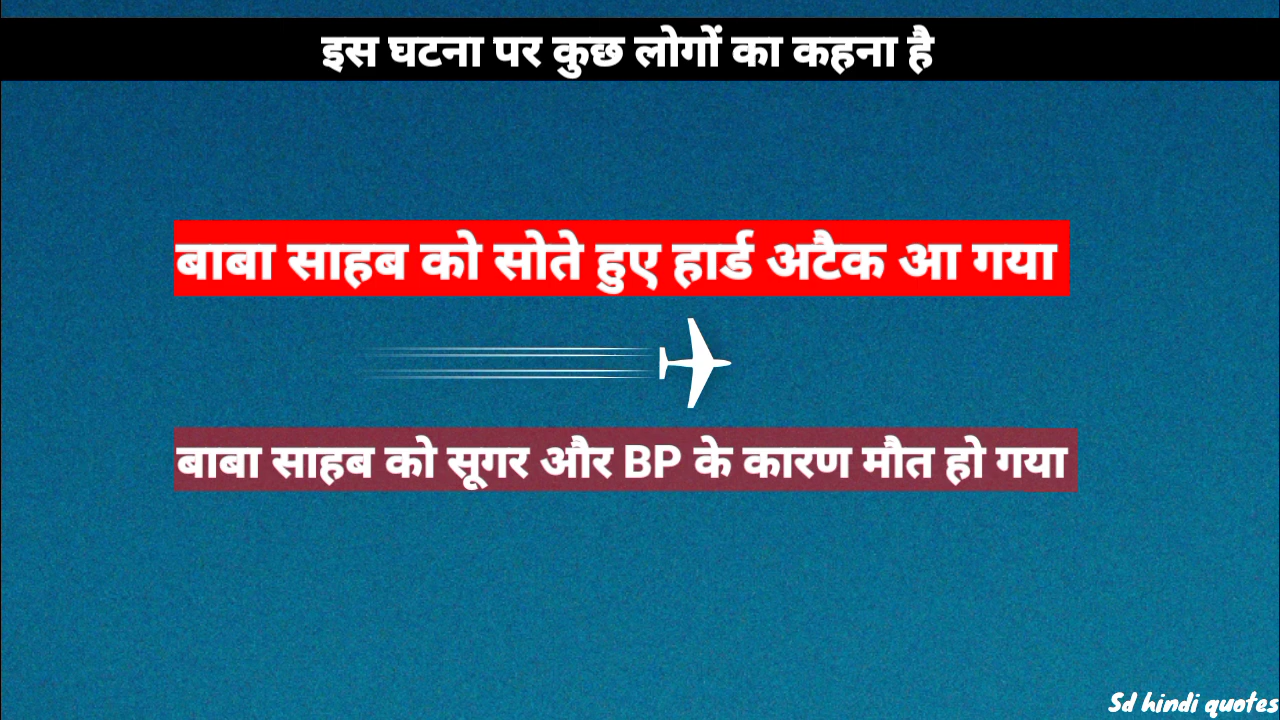 इस घटना पर कुछ लोगों का कहना है
बाबा साहब को सोते हुए हार्ड अटैक आ गया
बाबा साहब को सूगर और BP के कारण मौत हो गया
Sd hindi quotes